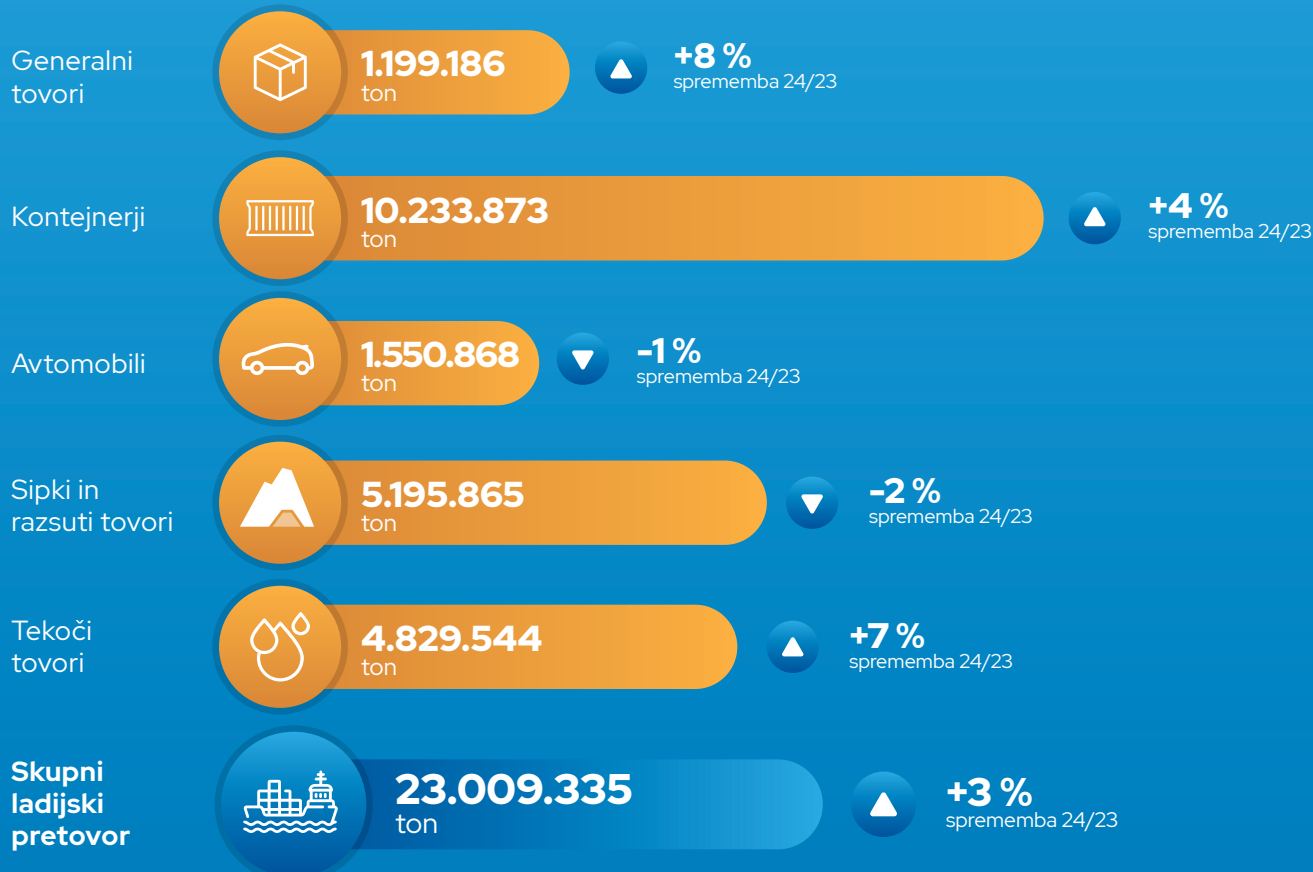 Generalni
tovori
1.199.186
ton
+8 %
sprememba 24/23
Kontejnerji
10.233.873
ton
+4 %
sprememba 24/23
Avtomobili
1.550.868
ton
-1 %
sprememba 24/23
Sipki in
razsuti tovori
5.195.865
ton
-2 %
sprememba 24/23
Tekoči
tovori
4.829.544
ton
+7 %
sprememba 24/23
Skupni
ladijski
pretovor
23.009.335
ton
+3 %
sprememba 24/23